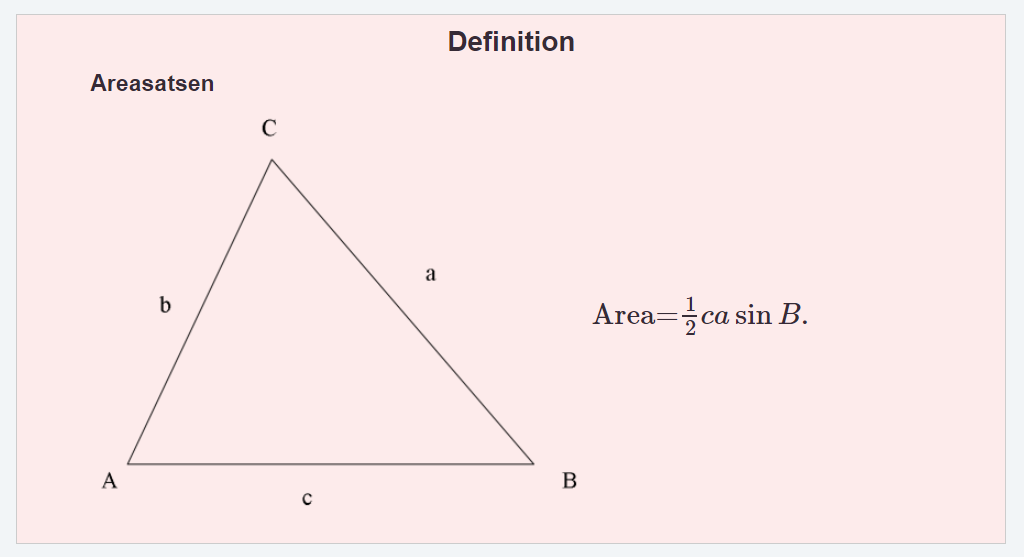 Definition
Areasatsen
C
a
b
Area=½ca sin B.
A
B
c